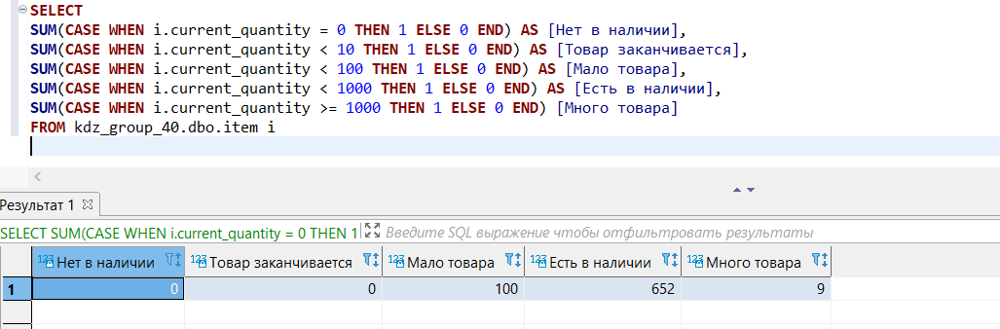 SELECT
SUM(CASE WHEN i.current_quantity = 0 THEN 1 ELSE 0 END) AS [Нет в наличии],
SUM(CASE WHEN i.current_quantity < 10 THEN 1 ELSE 0 END) AS [Товар заканчивается],
SUM(CASE WHEN i.current_quantity < 100 THEN 1 ELSE 0 END) AS [Мало товара],
SUM(CASE WHEN i.current_quantity < 1000 THEN 1 ELSE 0 END) AS [Есть в наличии],
SUM(CASE WHEN i.current_quantity >= 1000 THEN 1 ELSE 0 END) [Много товара]
FROM kdz_group_40.dbo.item i
Результат 1
SELECT SUM(CASE WHEN i.current_quantity = 0 THEN 1 Введите SQL выражение чтобы отфильтровать результаты
123 Нет в наличии 123 Товар заканчивается 123 Мало товара 123 Есть в наличии 123 Много товара
1 0 0 100 652 9